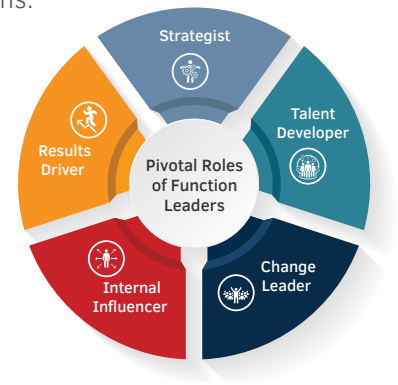 ns.
Strategist
Talent
Developer
Change
Leader
Internal
Influencer
Results
Driver
Pivotal Roles
of Function
Leaders